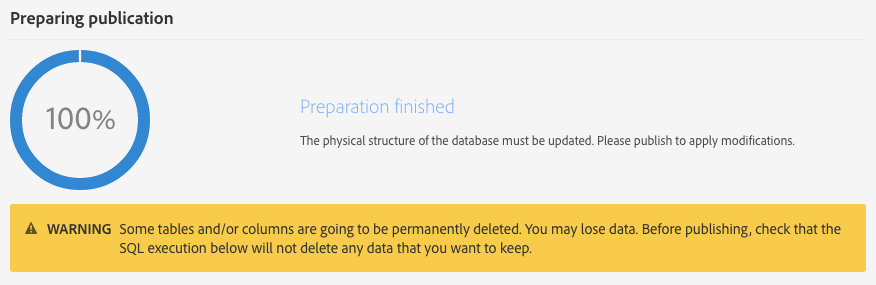 Preparing publication
100%
Preparation finished
The physical structure of the database must be updated. Please publish to apply modifications.
WARNING Some tables and/or columns are going to be permanently deleted. You may lose data. Before publishing, check that the
SQL execution below will not delete any data that you want to keep.